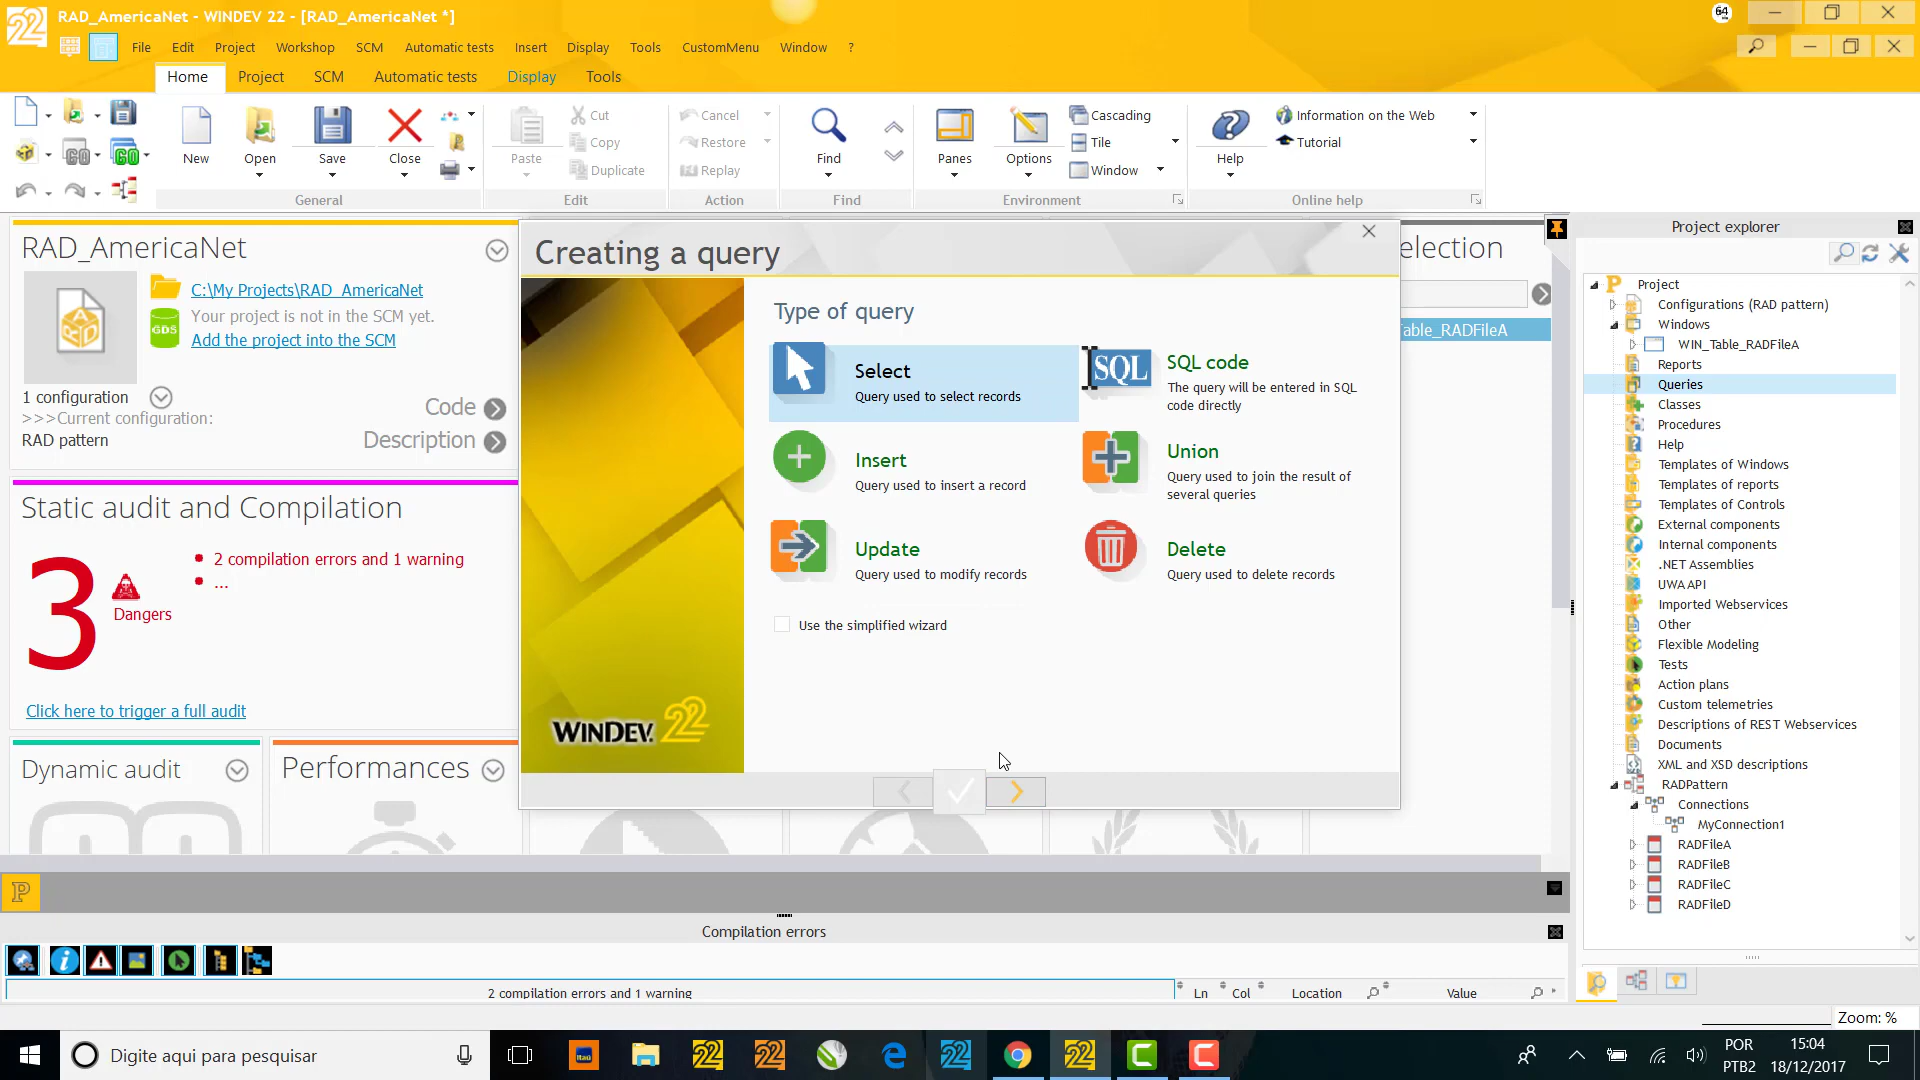 22 RAD_AmericaNet - WINDEV 22 - [RAD_AmericaNet *]
64
File Edit Project Workshop SCM Automatic tests Insert Display Tools CustomMenu Window ?
Home Project SCM Automatic tests Display Tools
New Open Save Close
GO GO
Paste Cut Copy Duplicate
Cancel Restore Replay
Find
Panes Options Cascading Tile Window
Help Information on the Web Tutorial
General Edit Action Find Environment Online help
RAD_AmericaNet
C:\My Projects\RAD_AmericaNet
GDS
Your project is not in the SCM yet.
Add the project into the SCM
1 configuration
>>>Current configuration:
RAD pattern
Code
Description
Static audit and Compilation
3
Dangers
2 compilation errors and 1 warning
...
Click here to trigger a full audit
Dynamic audit
Performances
Creating a query
Type of query
Select
Query used to select records
SQL
SQL code
The query will be entered in SQL
code directly
Insert
Query used to insert a record
Union
Query used to join the result of
several queries
Update
Query used to modify records
Delete
Query used to delete records
Use the simplified wizard
WINDEV. 22
election
Table_RADFileA
Project explorer
Project
Configurations (RAD pattern)
Windows
WIN_Table_RADFileA
Reports
Queries
Classes
Procedures
Help
Templates of Windows
Templates of reports
Templates of Controls
External components
Internal components
.NET Assemblies
UWA API
Imported Webservices
Other
Flexible Modeling
Tests
Action plans
Custom telemetries
Descriptions of REST Webservices
Documents
XML and XSD descriptions
RADPattern
Connections
MyConnection1
RADFileA
RADFileB
RADFileC
RADFileD
P
Compilation errors
2 compilation errors and 1 warning Ln Col Location Value
Zoom: %
Digite aqui para pesquisar
Itaú
22 22 22 22
POR
PTB2
15:04
18/12/2017